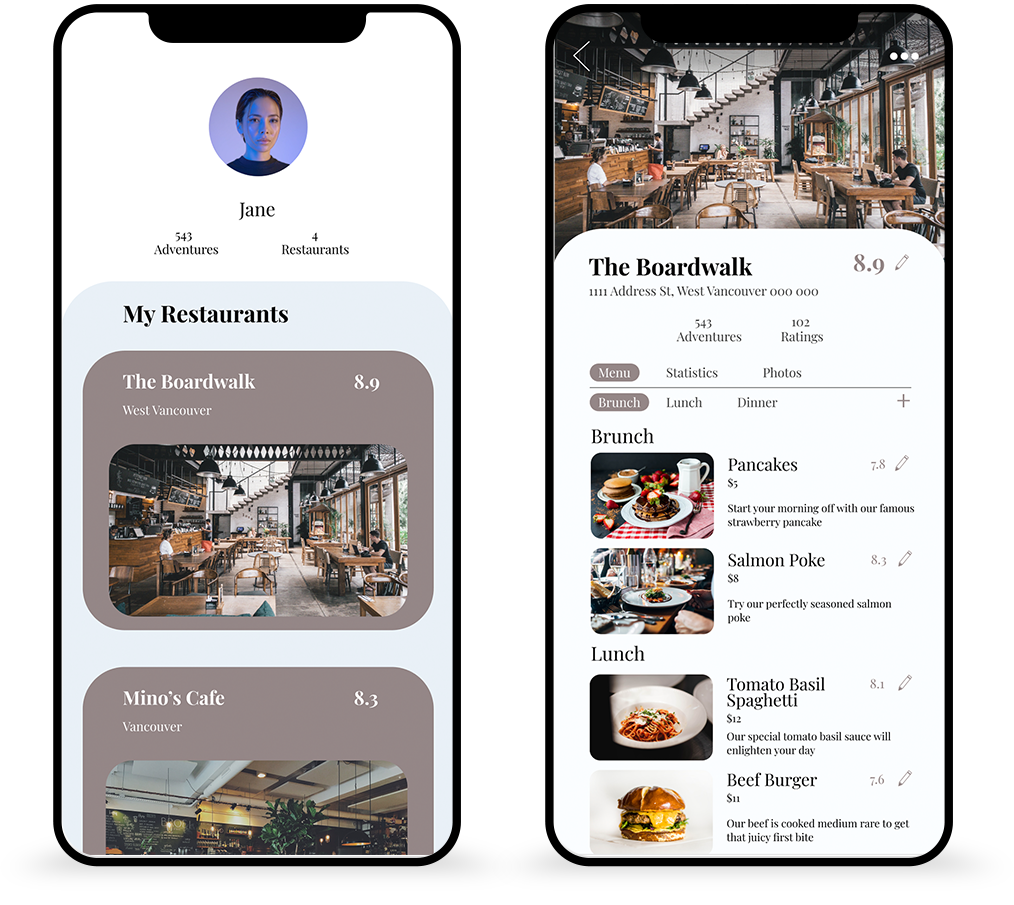 Jane
543
Adventures
4
Restaurants
My Restaurants
The Boardwalk
8.9
West Vancouver
Mino’s Cafe
8.3
Vancouver
The Boardwalk
8.9
1111 Address St, West Vancouver 000 000
543
Adventures
102
Ratings
Menu
Statistics
Photos
Brunch
Lunch
Dinner
+
Brunch
Pancakes
7.8
$5
Start your morning off with our famous
strawberry pancake
Salmon Poke
8.3
$8
Try our perfectly seasoned salmon
poke
Lunch
Tomato Basil
Spaghetti
8.1
$12
Our special tomato basil sauce will
enlighten your day
Beef Burger
7.6
$11
Our beef is cooked medium rare to get
that juicy first bite